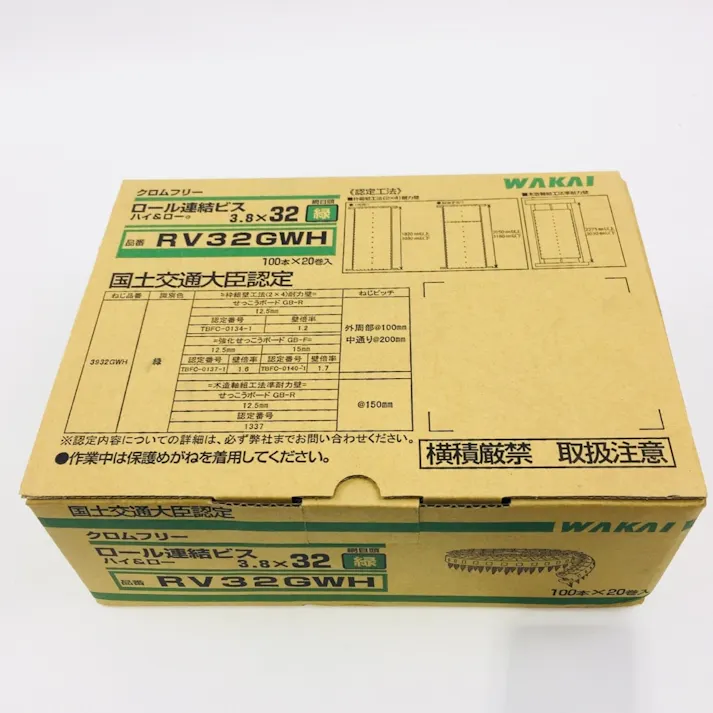 クロムフリー
ロール連結ビス
ハイ&ロー®
3.8×32
網目頭
緑
品番 RV32GWH
100本×20巻入
《認定工法》
WAKAI
国土交通大臣認定
ねじ品番 識別色 ねじピッチ
=枠組壁工法(2×4)耐力壁=
せっこうボード GB-R
12.5mm
認定番号 壁倍率
TBFC-0134-1 1.2
=強化せっこうボード GB-F=
12.5mm 15mm
認定番号 壁倍率 認定番号 壁倍率
TBFC-0137-1 1.6 TBFC-0140-1 1.7
外周部@100mm
中通り@200mm
3932GWH 緑
=木造軸組工法準耐力壁=
せっこうボード GB-R
12.5mm
認定番号
1337
@150mm
※認定内容についての詳細は、必ず弊社までお問い合わせください。
●作業中は保護めがねを着用してください。
横積厳禁 取扱注意
国土交通大臣認定
WAKAI
クロムフリー
ロール連結ビス
ハイ&ロー
3.8×32
網目頭
緑
品番 RV32GWH
100本×20巻入